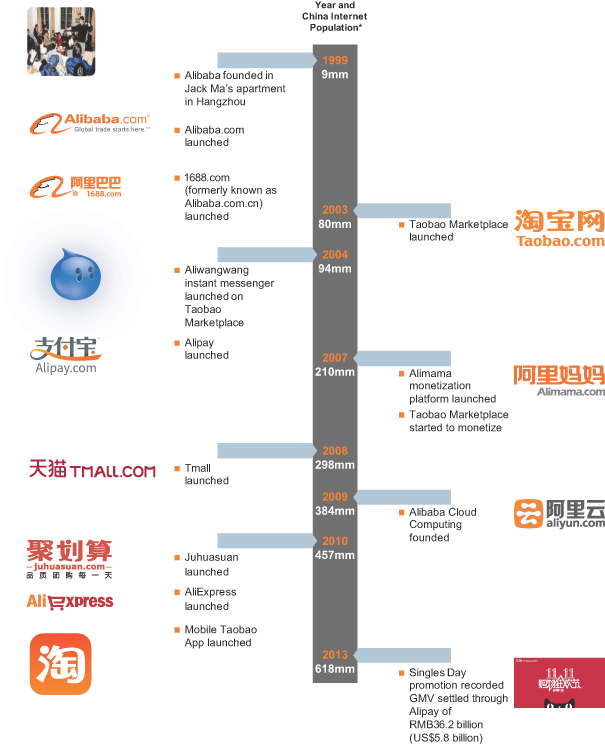 Year and
China Internet
Population*
1999
9mm
Alibaba founded in
Jack Ma's apartment
in Hangzhou
Alibaba.com®
Global trade starts here.™
Alibaba.com
launched
阿里巴巴
1688.com
1688.com
(formerly known as
Alibaba.com.cn)
launched
2003
80mm
Taobao Marketplace
launched
淘宝网
Taobao.com
2004
94mm
Aliwangwang
instant messenger
launched on
Taobao
Marketplace
支付宝
Alipay.com
Alipay
launched
2007
210mm
Alimama
monetization
platform launched
Taobao Marketplace
started to monetize
阿里妈妈
Alimama.com
2008
298mm
天猫 TMALL.COM
Tmall
launched
2009
384mm
Alibaba Cloud
Computing
founded
阿里云
aliyun.com
2010
457mm
聚划算
juhuasuan.com
品质团购每一天
Juhuasuan
launched
AliExpress
AliExpress
launched
淘
Mobile Taobao
App launched
2013
618mm
Singles Day
promotion recorded
GMV settled through
Alipay of
RMB36.2 billion
(US$5.8 billion)
11.11